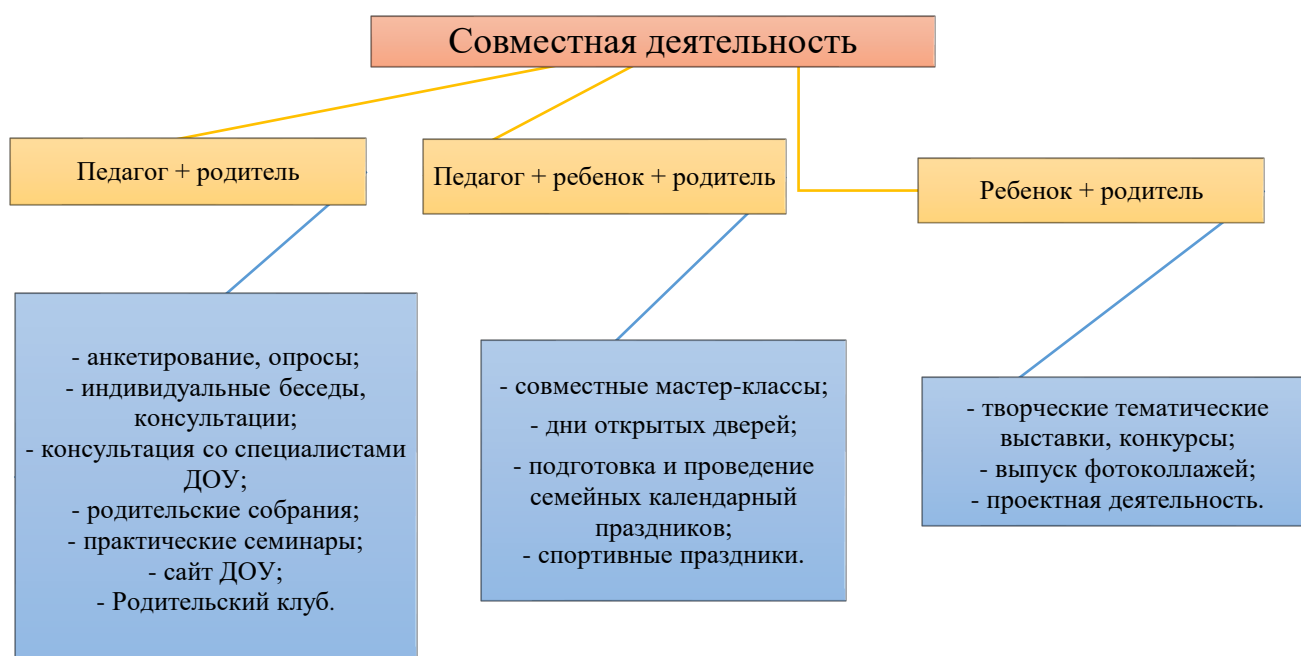 Совместная деятельность
Педагог + родитель
Педагог + ребенок + родитель
Ребенок + родитель
- анкетирование, опросы;
- индивидуальные беседы,
консультации;
- консультация со специалистами
ДОУ;
- родительские собрания;
- практические семинары;
- сайт ДОУ;
- Родительский клуб.
- совместные мастер-классы;
- дни открытых дверей;
- подготовка и проведение
семейных календарный
праздников;
- спортивные праздники.
- творческие тематические
выставки, конкурсы;
- выпуск фотоколлажей;
- проектная деятельность.